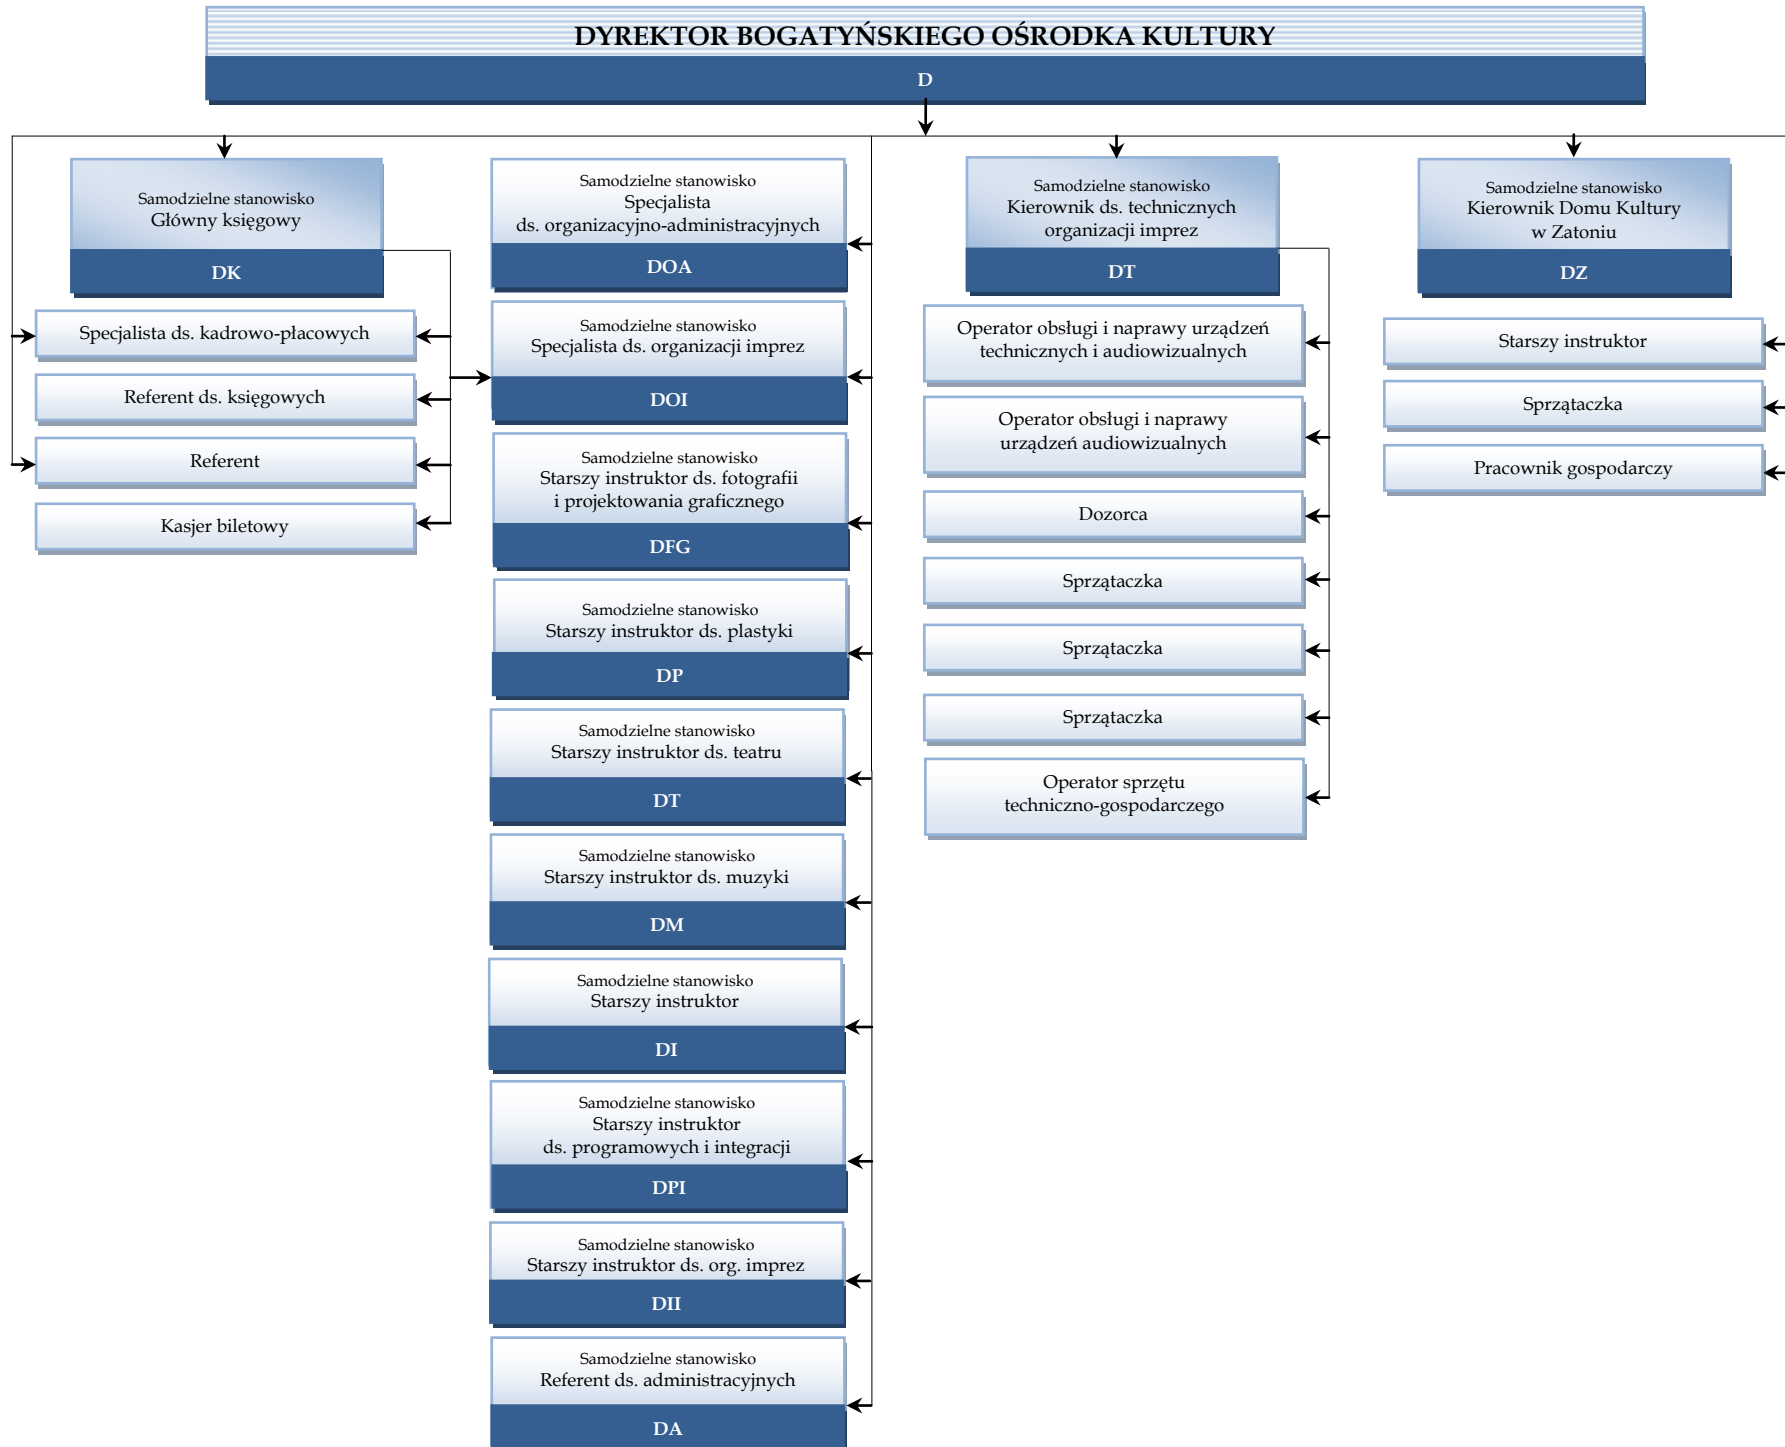 DYREKTOR BOGATYŃSKIEGO OŚRODKA KULTURY
D
Samodzielne stanowisko
Główny księgowy
DK
Specjalista ds. kadrowo-płacowych
Referent ds. księgowych
Referent
Kasjer biletowy
Samodzielne stanowisko
Specjalista
ds. organizacyjno-administracyjnych
DOA
Samodzielne stanowisko
Specjalista ds. organizacji imprez
DOI
Samodzielne stanowisko
Starszy instruktor ds. fotografii
i projektowania graficznego
DFG
Samodzielne stanowisko
Starszy instruktor ds. plastyki
DP
Samodzielne stanowisko
Starszy instruktor ds. teatru
DT
Samodzielne stanowisko
Starszy instruktor ds. muzyki
DM
Samodzielne stanowisko
Starszy instruktor
DI
Samodzielne stanowisko
Starszy instruktor
ds. programowych i integracji
DPI
Samodzielne stanowisko
Starszy instruktor ds. org. imprez
DII
Samodzielne stanowisko
Referent ds. administracyjnych
DA
Samodzielne stanowisko
Kierownik ds. technicznych
organizacji imprez
DT
Operator obsługi i naprawy urządzeń
technicznych i audiowizualnych
Operator obsługi i naprawy
urządzeń audiowizualnych
Dozorca
Sprzątaczka
Sprzątaczka
Sprzątaczka
Operator sprzętu
techniczno-gospodarczego
Samodzielne stanowisko
Kierownik Domu Kultury
w Zatoniu
DZ
Starszy instruktor
Sprzątaczka
Pracownik gospodarczy